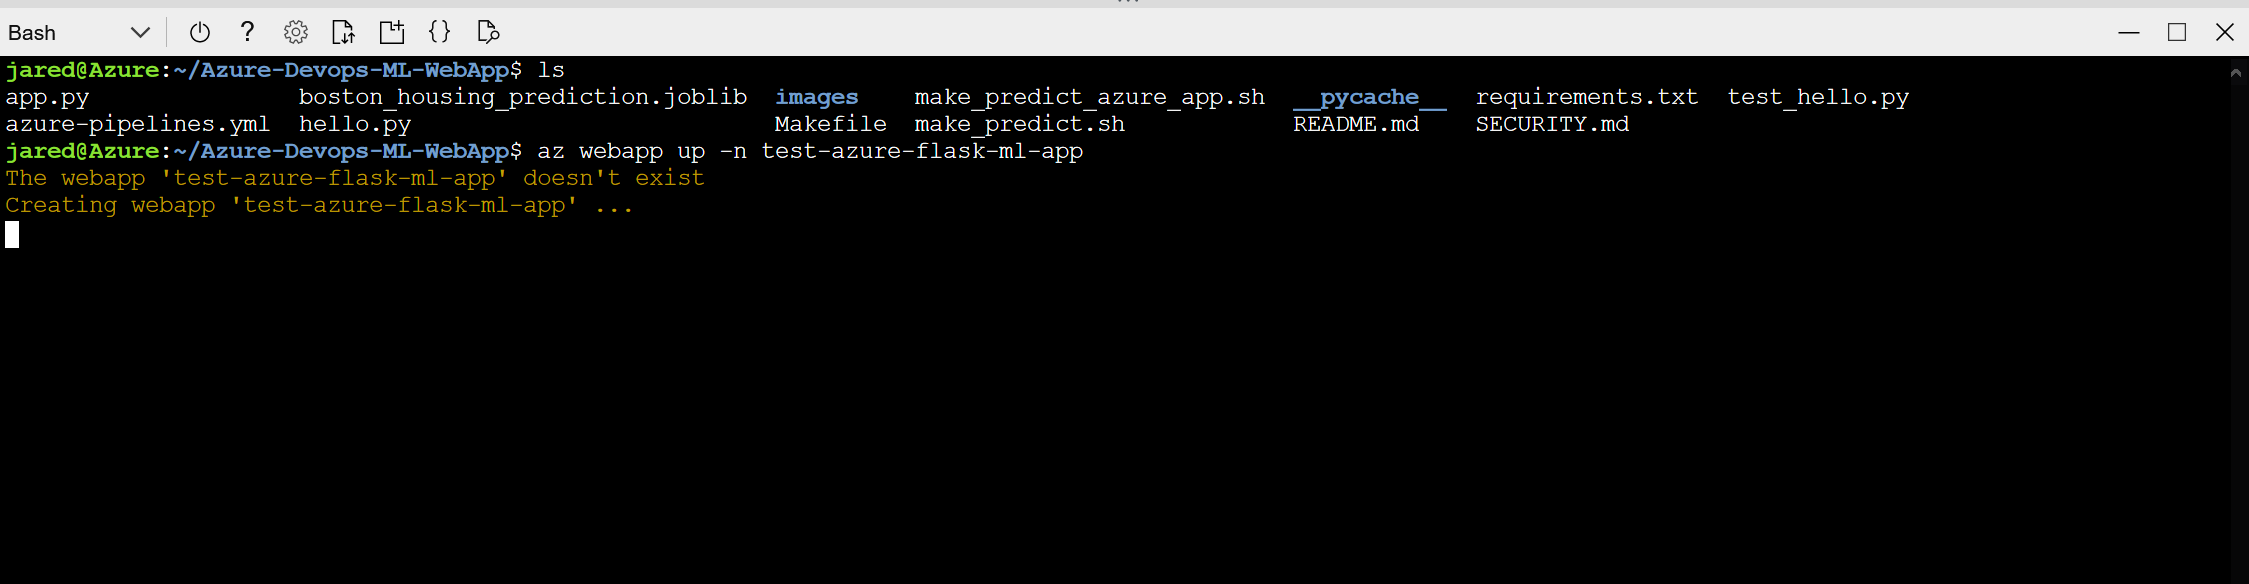 Bash
jared@Azure:~/Azure-Devops-ML-WebApp$ ls
app.py boston_housing_prediction.joblib images make_predict_azure_app.sh __pycache__ requirements.txt test_hello.py
azure-pipelines.yml hello.py Makefile make_predict.sh README.md SECURITY.md
jared@Azure:~/Azure-Devops-ML-WebApp$ az webapp up -n test-azure-flask-ml-app
The webapp 'test-azure-flask-ml-app' doesn't exist
Creating webapp 'test-azure-flask-ml-app' ...